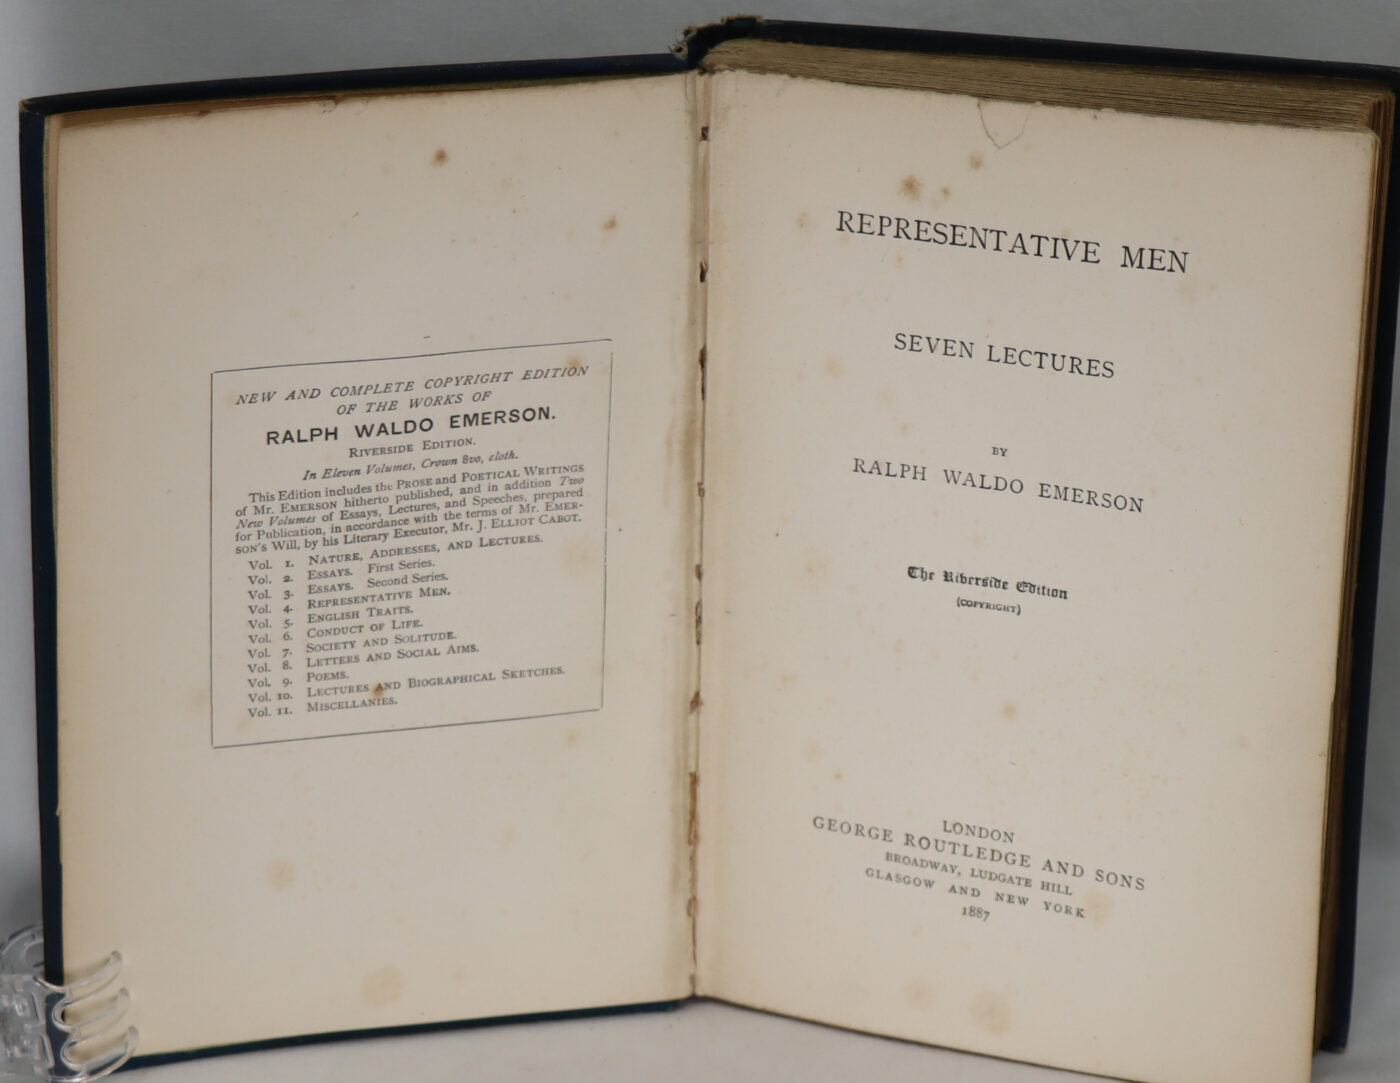 NEW AND COMPLETE COPYRIGHT EDITION
OF THE WORKS OF
RALPH WALDO EMERSON.
RIVERSIDE EDITION.
In Eleven Volumes, Crown 8vo, cloth.
This Edition includes the PROSE and POETICAL WRITINGS
of Mr. EMERSON hitherto published, and in addition Two
New Volumes of Essays, Lectures, and Speeches, prepared
for Publication, in accordance with the terms of Mr. EMER-
SON'S Will, by his Literary Executor, Mr. J. ELLIOT CABOT.
Vol. 1. NATURE, ADDRESSES, AND LECTURES.
Vol. 2. ESSAYS. First Series.
Vol. 3. ESSAYS. Second Series.
Vol. 4. REPRESENTATIVE MEN.
Vol. 5. ENGLISH TRAITS.
Vol. 6. CONDUCT OF LIFE.
Vol. 7. SOCIETY AND SOLITUDE.
Vol. 8. LETTERS AND SOCIAL AIMS.
Vol. 9. POEMS.
Vol. 10. LECTURES AND BIOGRAPHICAL SKETCHES.
Vol. 11. MISCELLANIES.
REPRESENTATIVE MEN
SEVEN LECTURES
BY
RALPH WALDO EMERSON
The Riverside Edition
(COPYRIGHT)
LONDON
GEORGE ROUTLEDGE AND SONS
BROADWAY, LUDGATE HILL
GLASGOW AND NEW YORK
1887